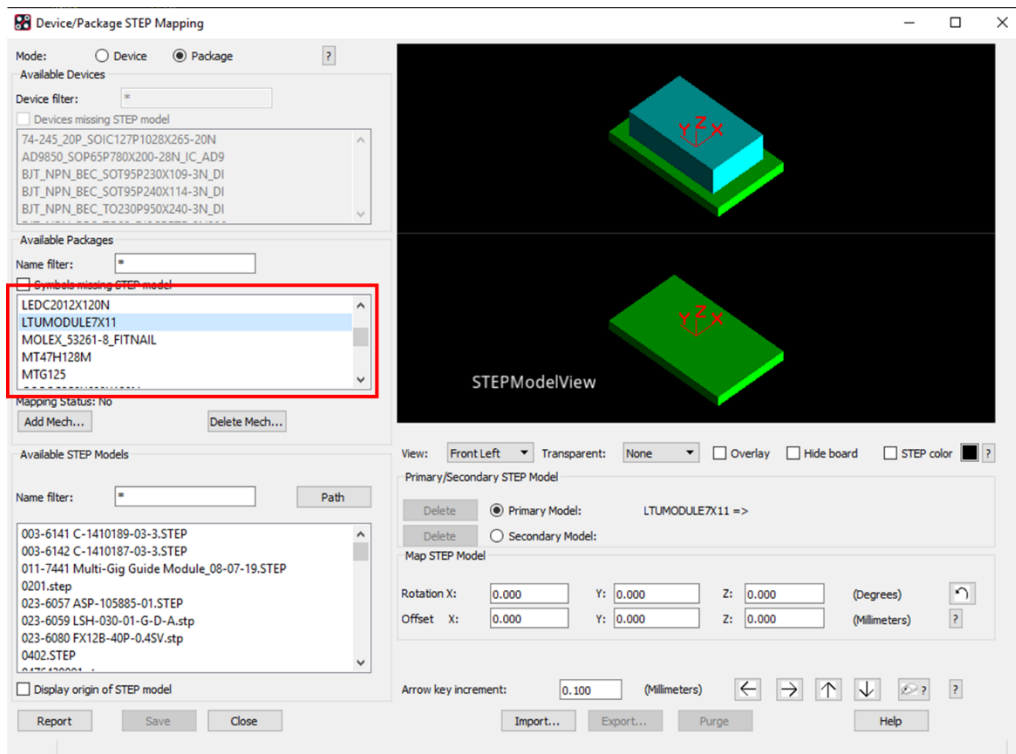 Device/Package STEP Mapping
Mode: Device Package ?
Available Devices
Device filter: *
Devices missing STEP model
74-245_20P_SOIC127P1028X265-20N
AD9850_SOP65P780X200-28N_IC_AD9
BJT_NPN_BEC_SOT95P230X109-3N_DI
BJT_NPN_BEC_SOT95P240X114-3N_DI
BJT_NPN_BEC_TO230P950X240-3N_DI
Available Packages
Name filter: *
Symbols missing STEP model
LEDC2012X120N
LTUMODULE7X11
MOLEX_53261-8_FITNAIL
MT47H128M
MTG125
Mapping Status: No
Add Mech... Delete Mech...
Available STEP Models
Name filter: * Path
003-6141 C-1410189-03-3.STEP
003-6142 C-1410187-03-3.STEP
011-7441 Multi-Gig Guide Module_08-07-19.STEP
0201.step
023-6057 ASP-105885-01.STEP
023-6059 LSH-030-01-G-D-A.stp
023-6080 FX12B-40P-0.4SV.stp
0402.STEP
Display origin of STEP model
Report Save Close
Y Z X
Y Z X
STEPModelView
View: Front Left Transparent: None Overlay Hide board STEP color ?
Primary/Secondary STEP Model
Delete Primary Model: LTUMODULE7X11 =>
Delete Secondary Model:
Map STEP Model
Rotation X: 0.000 Y: 0.000 Z: 0.000 (Degrees)
Offset X: 0.000 Y: 0.000 Z: 0.000 (Millimeters) ?
Arrow key increment: 0.100 (Millimeters) ? ?
Import... Export... Purge Help